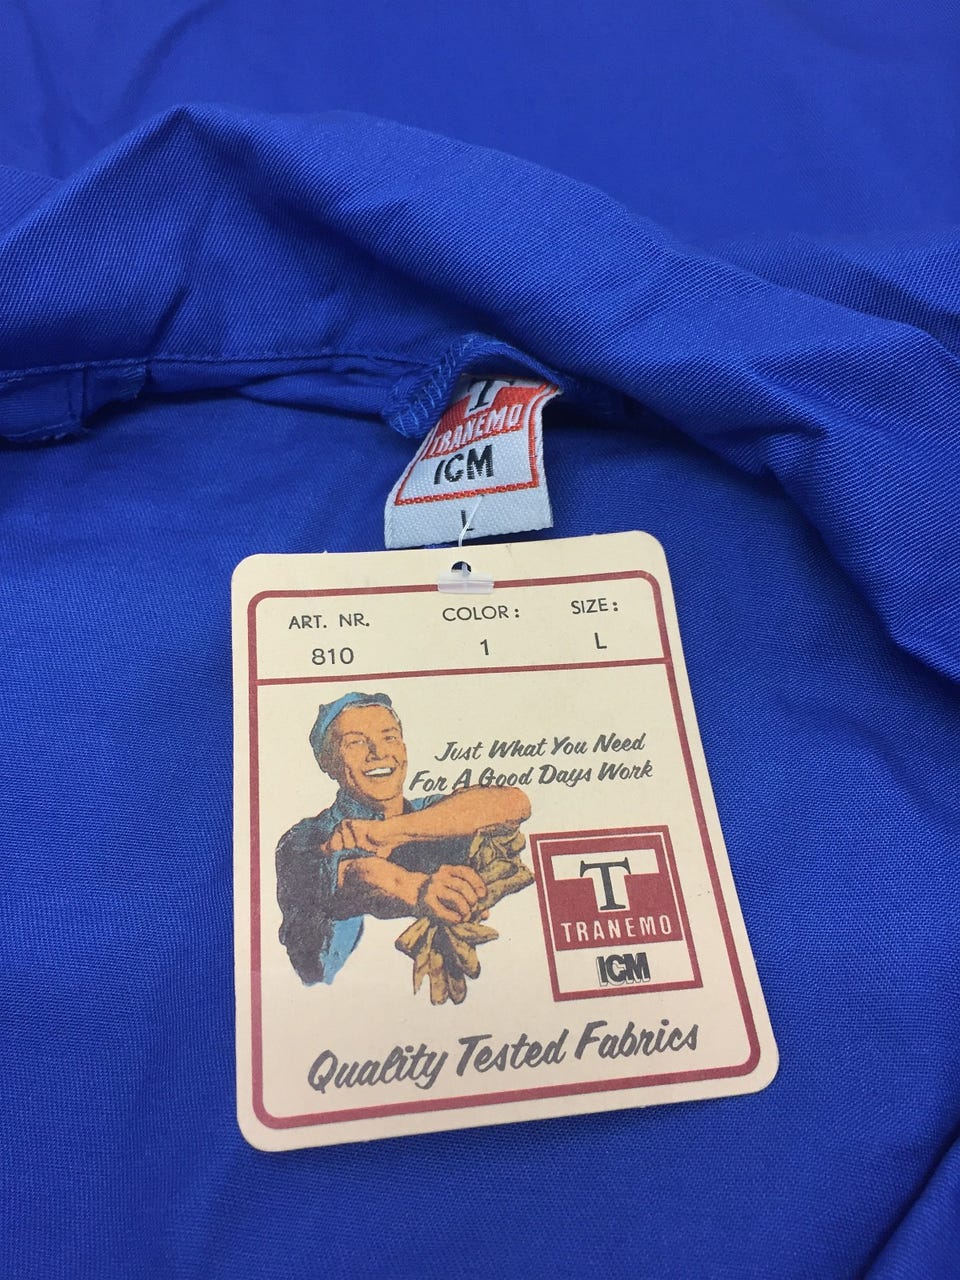 T
TRANEMO
ICM
L
ART. NR. COLOR: SIZE:
810 1 L
Just What You Need
For A Good Days Work
T
TRANEMO
ICM
Quality Tested Fabrics